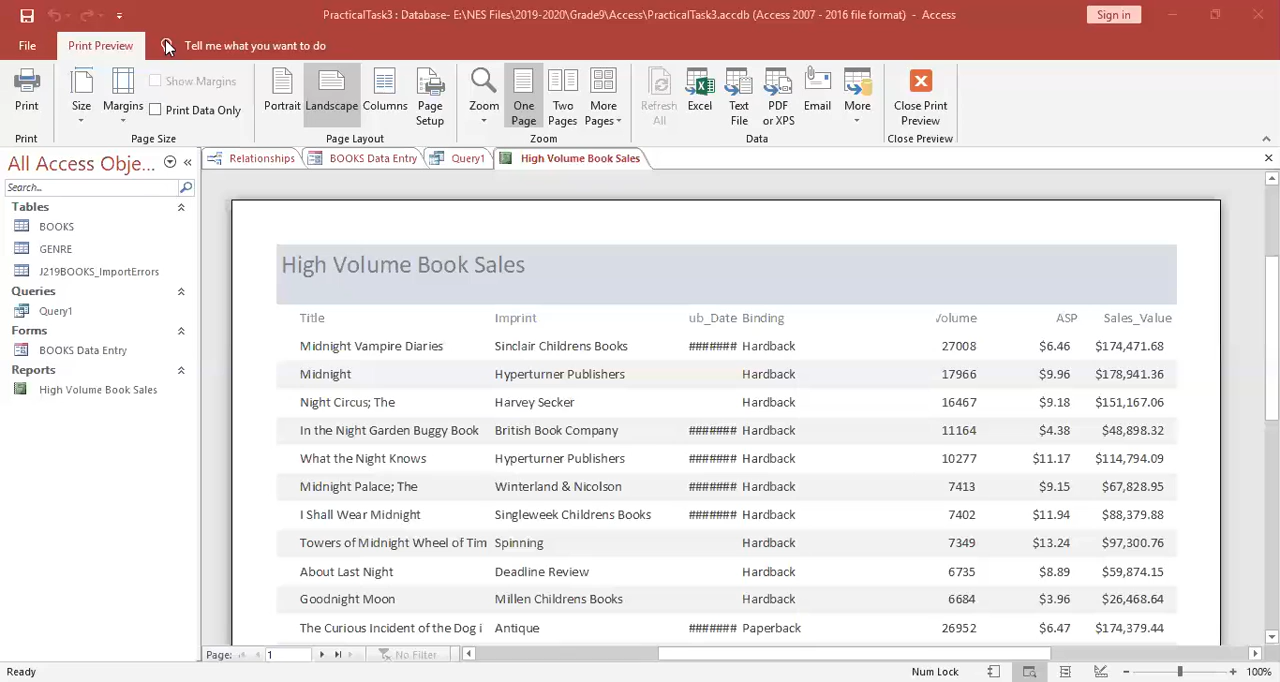 PracticalTask3 : Database- E:\NES Files\2019-2020\Grade9\Access\PracticalTask3.accdb (Access 2007 - 2016 file format) - Access
Sign in
File Print Preview Tell me what you want to do
Print
Size
Margins
Show Margins
Print Data Only
Portrait
Landscape
Columns
Page Setup
Zoom
One Page
Two Pages
More Pages
Refresh All
Excel
Text File
PDF or XPS
Email
More
Close Print Preview
Print Page Size Page Layout Zoom Data Close Preview
All Access Obje...
Search...
Tables
BOOKS
GENRE
J219BOOKS_ImportErrors
Queries
Query1
Forms
BOOKS Data Entry
Reports
High Volume Book Sales
Relationships BOOKS Data Entry Query1 High Volume Book Sales
High Volume Book Sales
Title Imprint ub_Date Binding Volume ASP Sales_Value
Midnight Vampire Diaries Sinclair Childrens Books ####### Hardback 27008 $6.46 $174,471.68
Midnight Hyperturner Publishers Hardback 17966 $9.96 $178,941.36
Night Circus; The Harvey Secker Hardback 16467 $9.18 $151,167.06
In the Night Garden Buggy Book British Book Company ####### Hardback 11164 $4.38 $48,898.32
What the Night Knows Hyperturner Publishers ####### Hardback 10277 $11.17 $114,794.09
Midnight Palace; The Winterland & Nicolson ####### Hardback 7413 $9.15 $67,828.95
I Shall Wear Midnight Singleweek Childrens Books ####### Hardback 7402 $11.94 $88,379.88
Towers of Midnight Wheel of Tim Spinning Hardback 7349 $13.24 $97,300.76
About Last Night Deadline Review Hardback 6735 $8.89 $59,874.15
Goodnight Moon Millen Childrens Books Hardback 6684 $3.96 $26,468.64
The Curious Incident of the Dog i Antique ####### Paperback 26952 $6.47 $174,379.44
Page: 1 No Filter
Ready Num Lock 100%